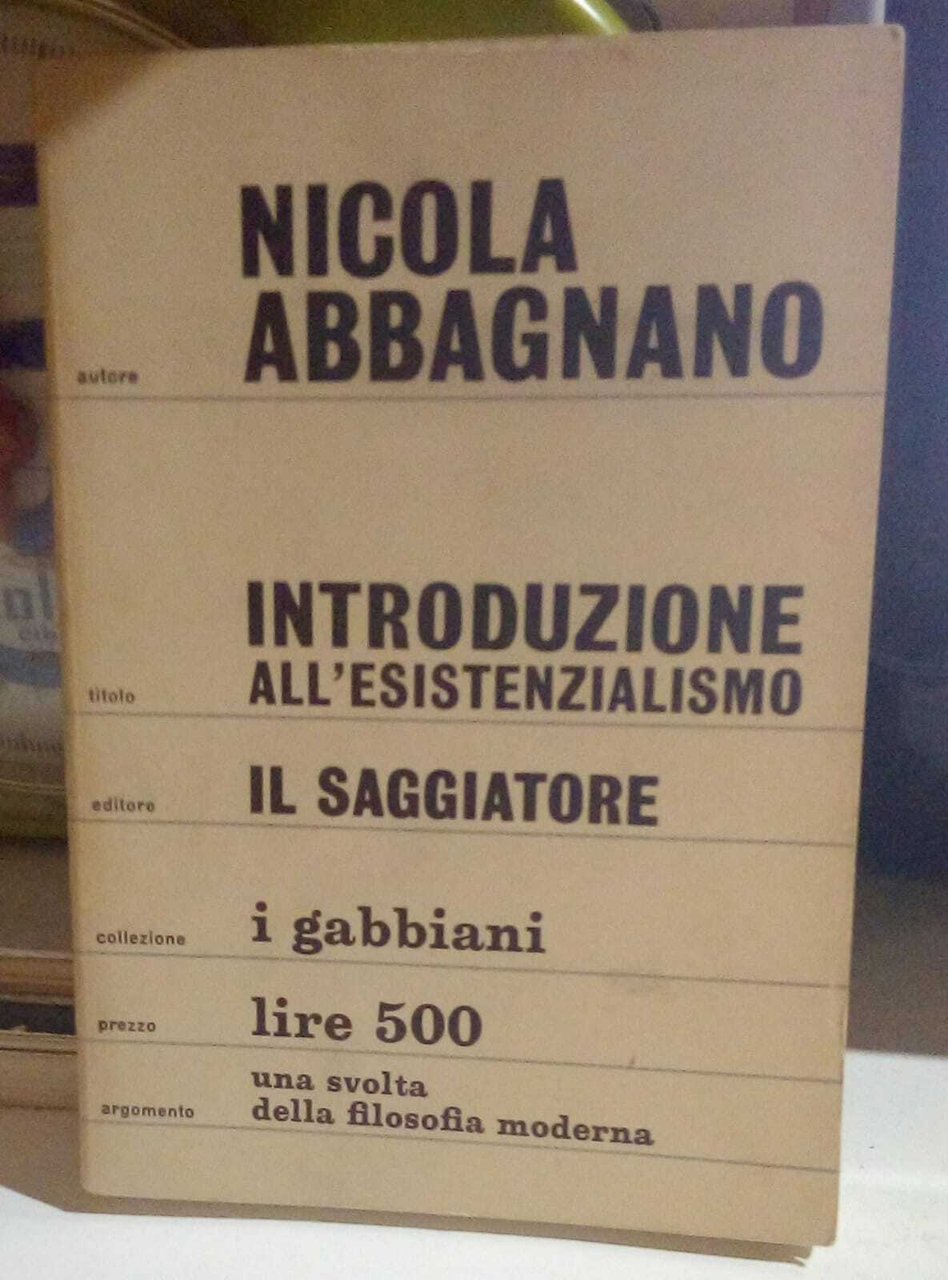 NICOLA
autore ABBAGNANO
INTRODUZIONE
titolo ALL'ESISTENZIALISMO
editore IL SAGGIATORE
collezione i gabbiani
prezzo lire 500
una svolta
argomento della filosofia moderna